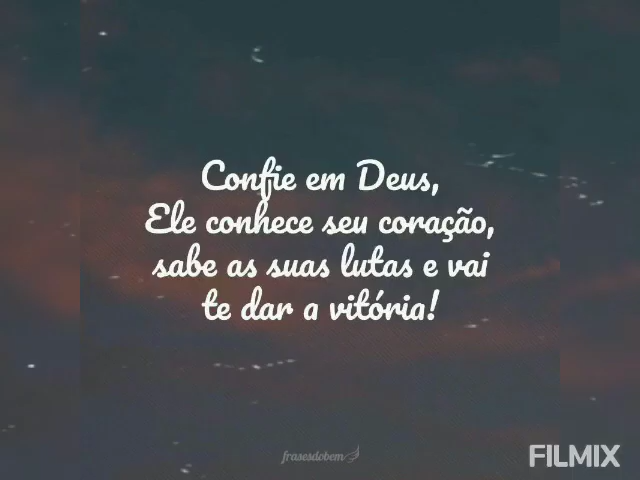 Confie em Deus,
Ele conhece seu coração,
sabe as suas lutas e vai
te dar a vitória!
frasesdobem
FILMIX